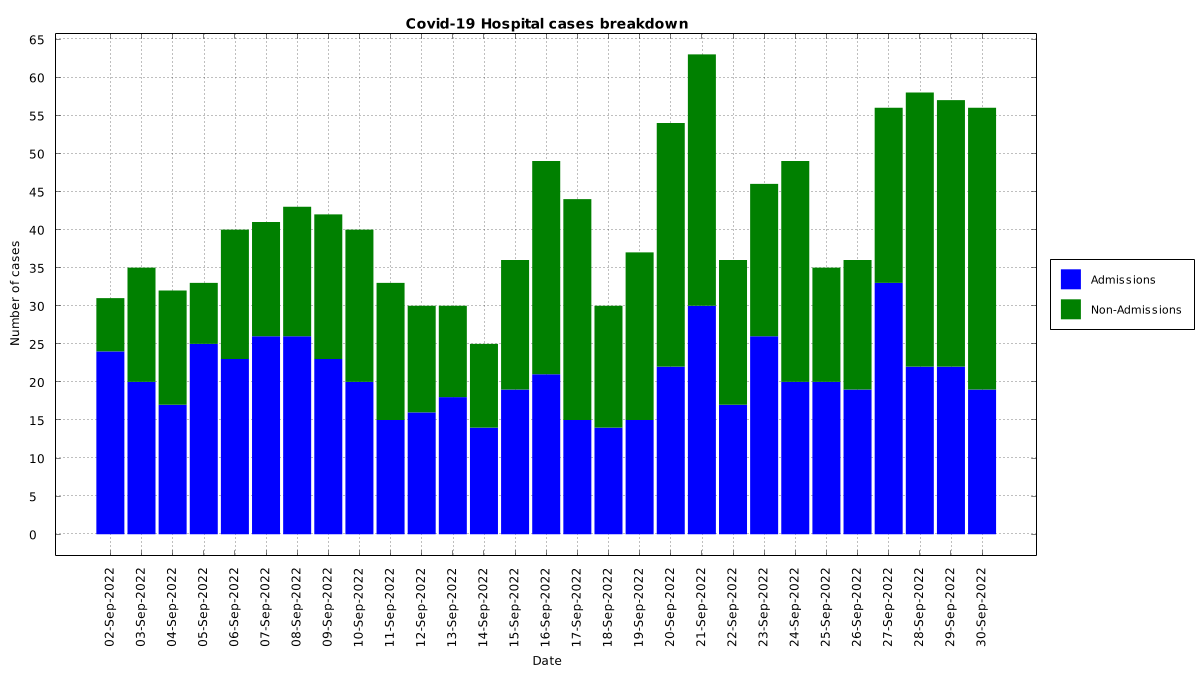 Covid-19 Hospital cases breakdown
65
60
55
50
45
40
35
30
25
20
15
10
5
0
Number of cases
02-Sep-2022
03-Sep-2022
04-Sep-2022
05-Sep-2022
06-Sep-2022
07-Sep-2022
08-Sep-2022
09-Sep-2022
10-Sep-2022
11-Sep-2022
12-Sep-2022
13-Sep-2022
14-Sep-2022
15-Sep-2022
16-Sep-2022
17-Sep-2022
18-Sep-2022
19-Sep-2022
20-Sep-2022
21-Sep-2022
22-Sep-2022
23-Sep-2022
24-Sep-2022
25-Sep-2022
26-Sep-2022
27-Sep-2022
28-Sep-2022
29-Sep-2022
30-Sep-2022
Date
Admissions
Non-Admissions